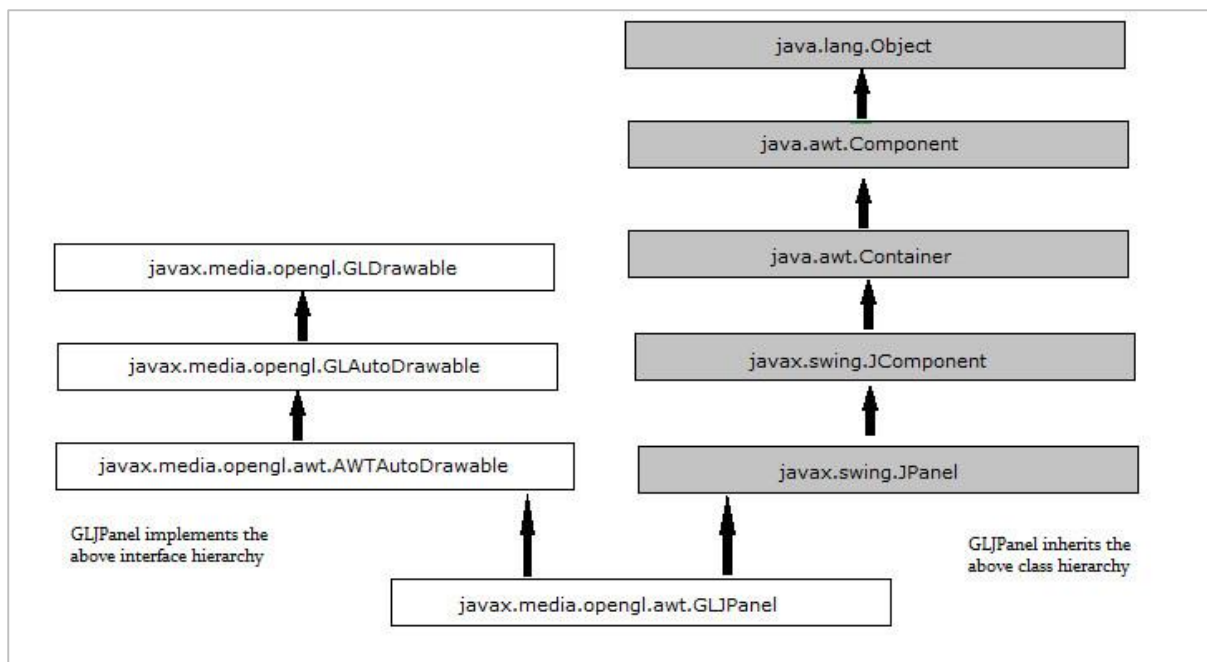 java.lang.Object
java.awt.Component
javax.media.opengl.GLDrawable
java.awt.Container
javax.media.opengl.GLAutoDrawable
javax.swing.JComponent
javax.media.opengl.awt.AWTAutoDrawable
javax.swing.JPanel
GLJPanel implements the
above interface hierarchy
GLJPanel inherits the
above class hierarchy
javax.media.opengl.awt.GLJPanel